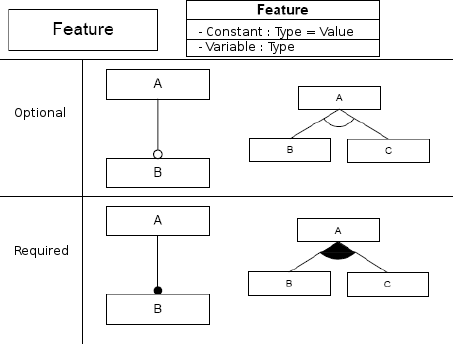 Feature
Feature
- Constant : Type = Value
- Variable : Type
Optional
A
B
A
B
C
Required
A
B
A
B
C